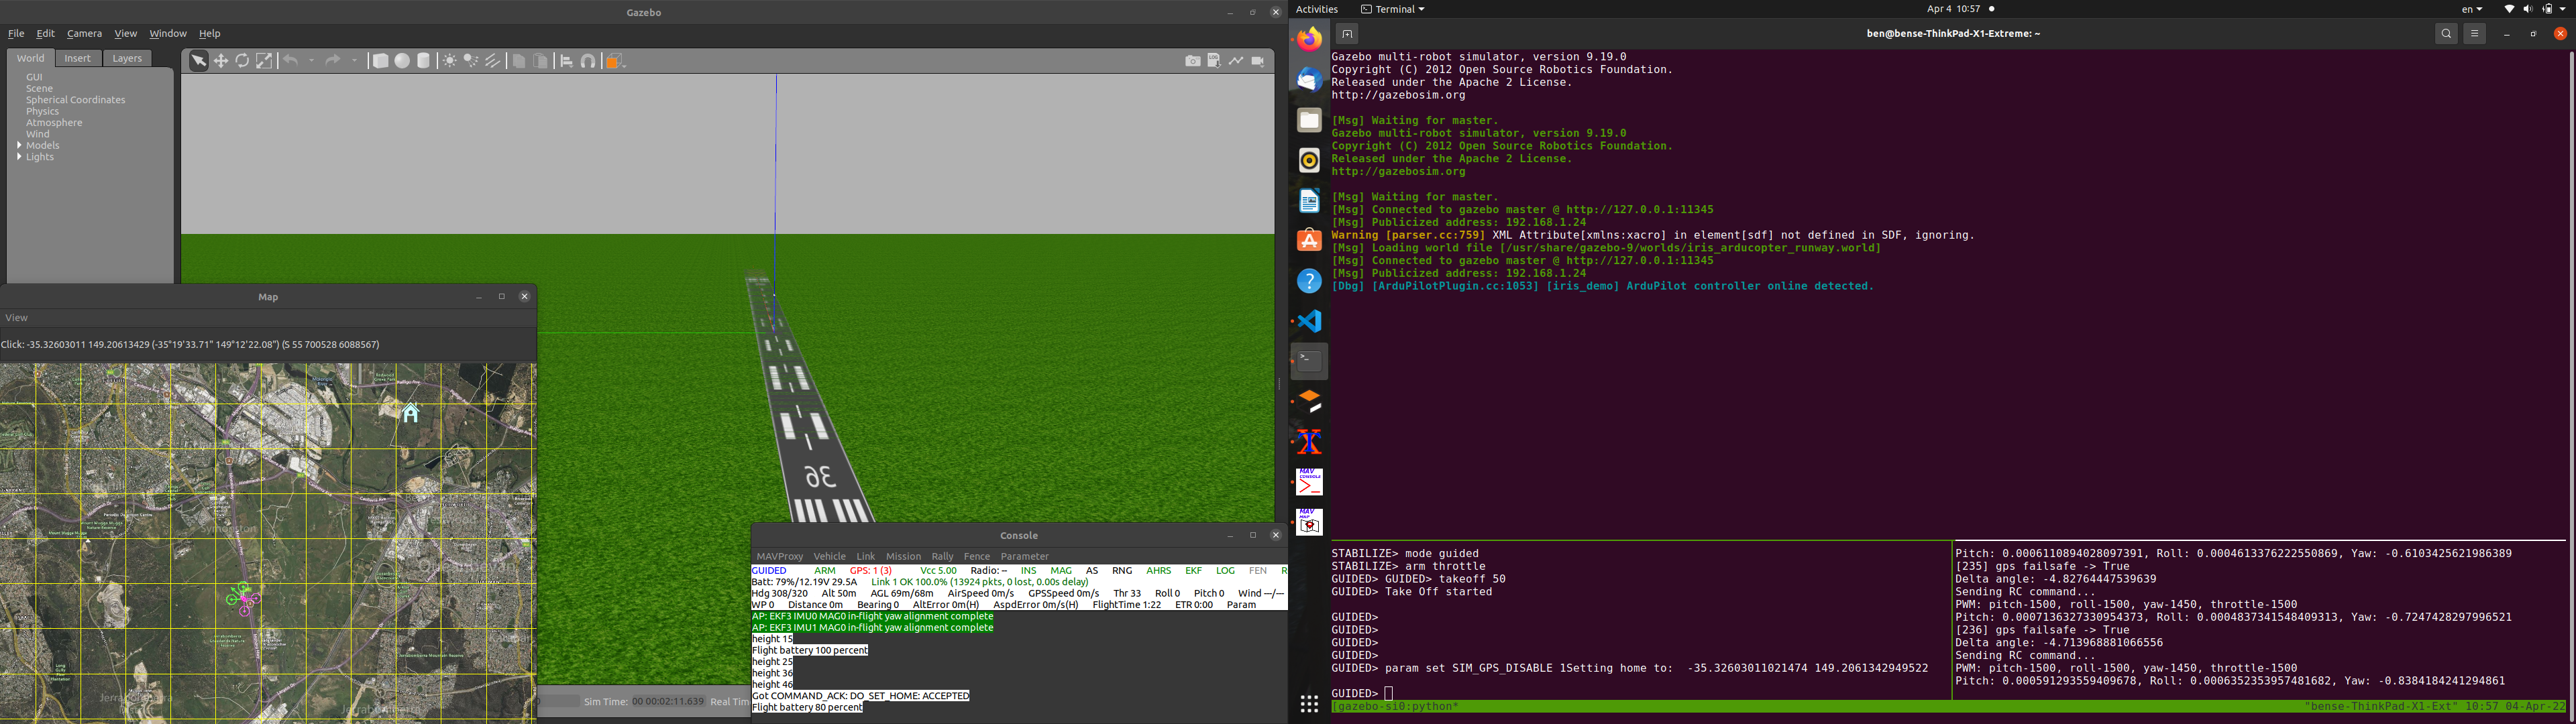 Gazebo
File Edit Camera View Window Help
World Insert Layers
GUI
Scene
Spherical Coordinates
Physics
Atmosphere
Wind
Models
Lights
36
Sim Time: 00 00:02:11.639 Real Tim
Map
View
Click: -35.32603011 149.20613429 (-35°19'33.71" 149°12'22.08") (S 55 700528 6088567)
Console
MAVProxy Vehicle Link Mission Rally Fence Parameter
GUIDED ARM GPS: 1 (3) Vcc 5.00 Radio: -- INS MAG AS RNG AHRS EKF LOG FEN R
Batt: 79%/12.19V 29.5A Link 1 OK 100.0% (13924 pkts, 0 lost, 0.00s delay)
Hdg 308/320 Alt 50m AGL 69m/68m AirSpeed 0m/s GPSSpeed 0m/s Thr 33 Roll 0 Pitch 0 Wind ---/---
WP 0 Distance 0m Bearing 0 AltError 0m(H) AspdError 0m/s(H) FlightTime 1:22 ETR 0:00 Param
AP: EKF3 IMU0 MAG0 in-flight yaw alignment complete
AP: EKF3 IMU1 MAG0 in-flight yaw alignment complete
height 15
Flight battery 100 percent
height 25
height 36
height 46
Got COMMAND_ACK: DO_SET_HOME: ACCEPTED
Flight battery 80 percent
Activities Terminal Apr 4 10:57 en
ben@bense-ThinkPad-X1-Extreme: ~
Gazebo multi-robot simulator, version 9.19.0
Copyright (C) 2012 Open Source Robotics Foundation.
Released under the Apache 2 License.
http://gazebosim.org
[Msg] Waiting for master.
Gazebo multi-robot simulator, version 9.19.0
Copyright (C) 2012 Open Source Robotics Foundation.
Released under the Apache 2 License.
http://gazebosim.org
[Msg] Waiting for master.
[Msg] Connected to gazebo master @ http://127.0.0.1:11345
[Msg] Publicized address: 192.168.1.24
Warning [parser.cc:759] XML Attribute[xmlns:xacro] in element[sdf] not defined in SDF, ignoring.
[Msg] Loading world file [/usr/share/gazebo-9/worlds/iris_arducopter_runway.world]
[Msg] Connected to gazebo master @ http://127.0.0.1:11345
[Msg] Publicized address: 192.168.1.24
[Dbg] [ArduPilotPlugin.cc:1053] [iris_demo] ArduPilot controller online detected.
MAV
CONSOLE
MAV
MAP
STABILIZE> mode guided
STABILIZE> arm throttle
GUIDED> GUIDED> takeoff 50
GUIDED> Take Off started
GUIDED>
GUIDED>
GUIDED>
GUIDED>
GUIDED> param set SIM_GPS_DISABLE 1Setting home to:  -35.32603011021474 149.2061342949522
GUIDED>
Pitch: 0.0006110894028097391, Roll: 0.0004613376222550869, Yaw: -0.6103425621986389
[235] gps failsafe -> True
Delta angle: -4.82764447539639
Sending RC command...
PWM: pitch-1500, roll-1500, yaw-1450, throttle-1500
Pitch: 0.0007136327330954373, Roll: 0.0004837341548409313, Yaw: -0.7247428297996521
[236] gps failsafe -> True
Delta angle: -4.713968881066556
Sending RC command...
PWM: pitch-1500, roll-1500, yaw-1450, throttle-1500
Pitch: 0.000591293559409678, Roll: 0.0006352353957481682, Yaw: -0.8384184241294861
[gazebo-si0:python* "bense-ThinkPad-X1-Ext" 10:57 04-Apr-22